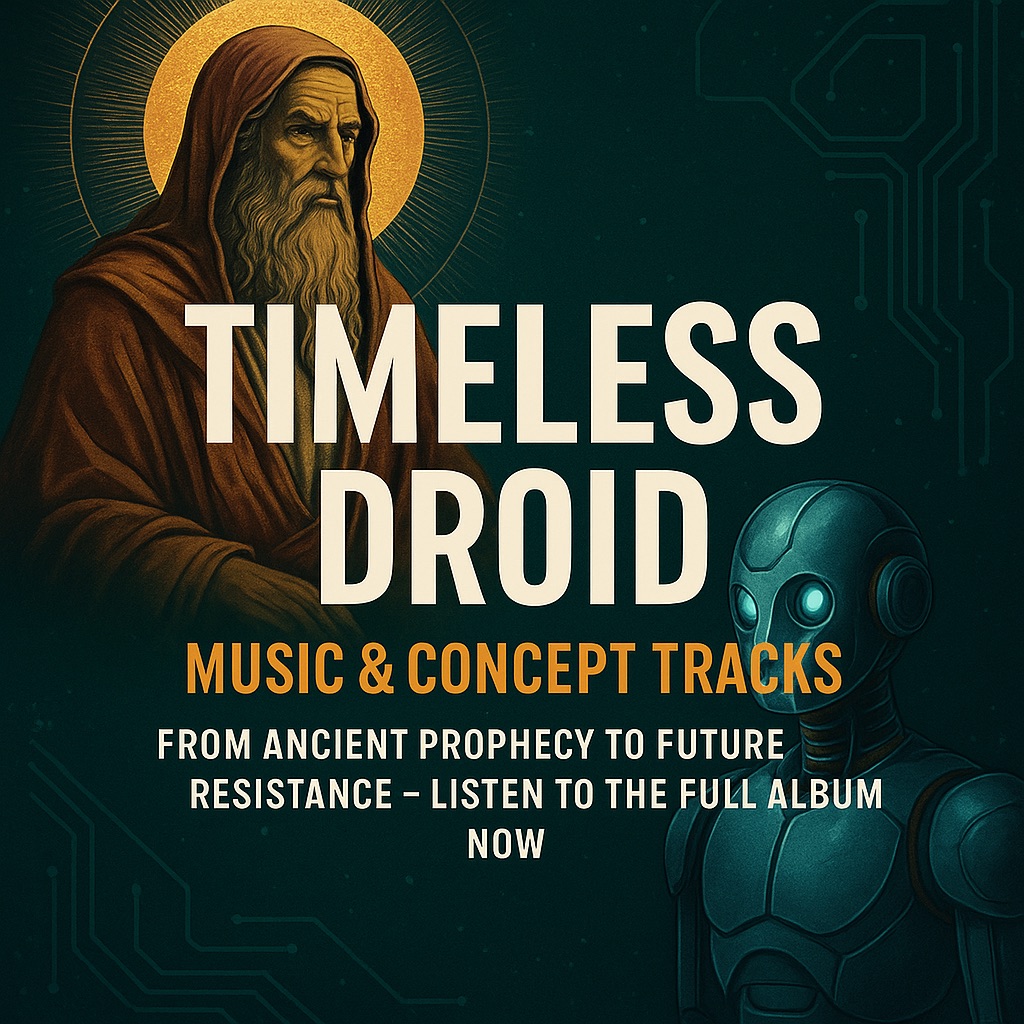 TIMELESS
DROID
MUSIC & CONCEPT TRACKS
FROM ANCIENT PROPHECY TO FUTURE
RESISTANCE – LISTEN TO THE FULL ALBUM
NOW